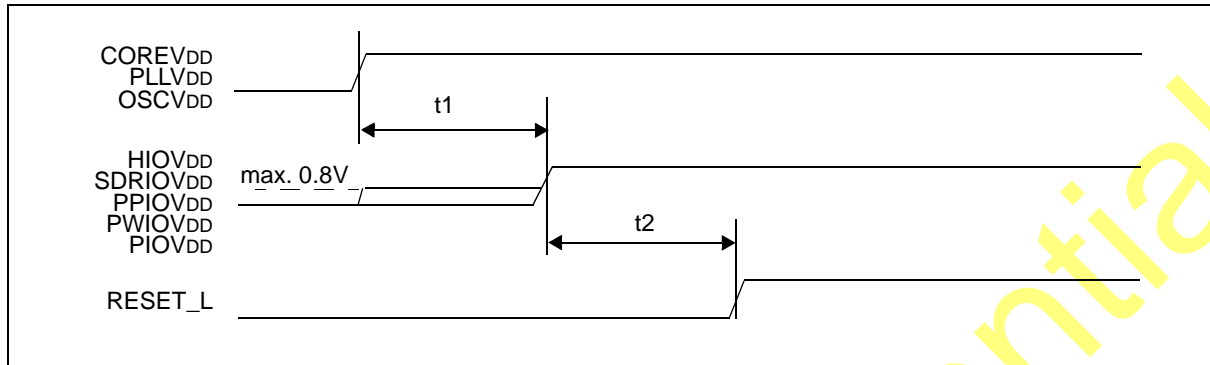 COREVDD
PLLVDD
OSCVDD
t1
HIOVDD
SDRIOVDD
max. 0.8V
PPIOVDD
PWIOVDD
PIOVDD
t2
RESET_L